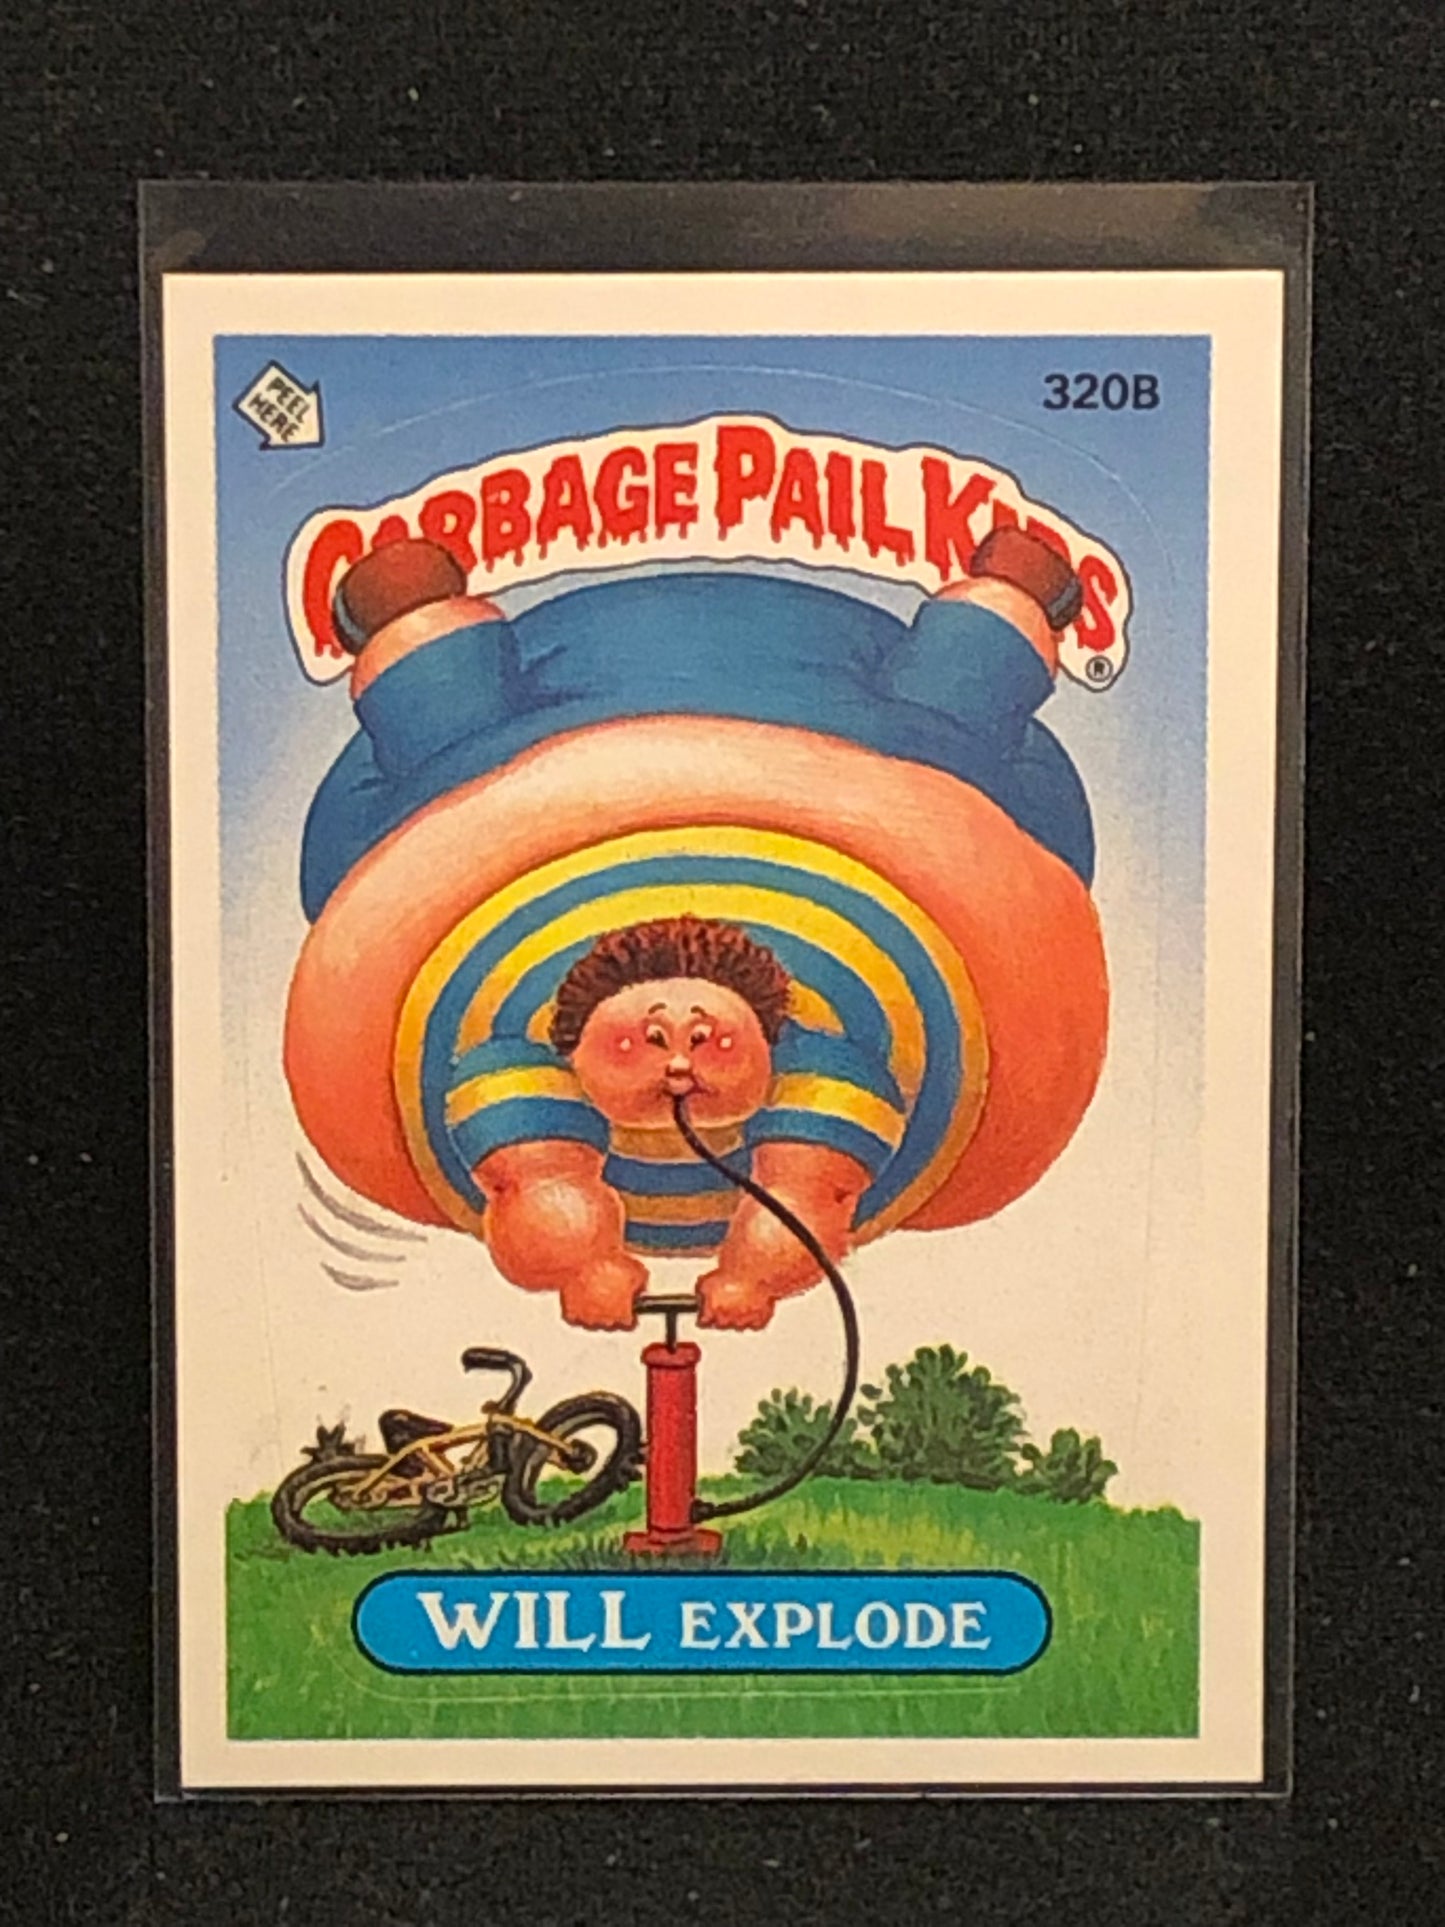 PEEL
HERE
320B
GARBAGE PAIL KIDS
®
WILL EXPLODE